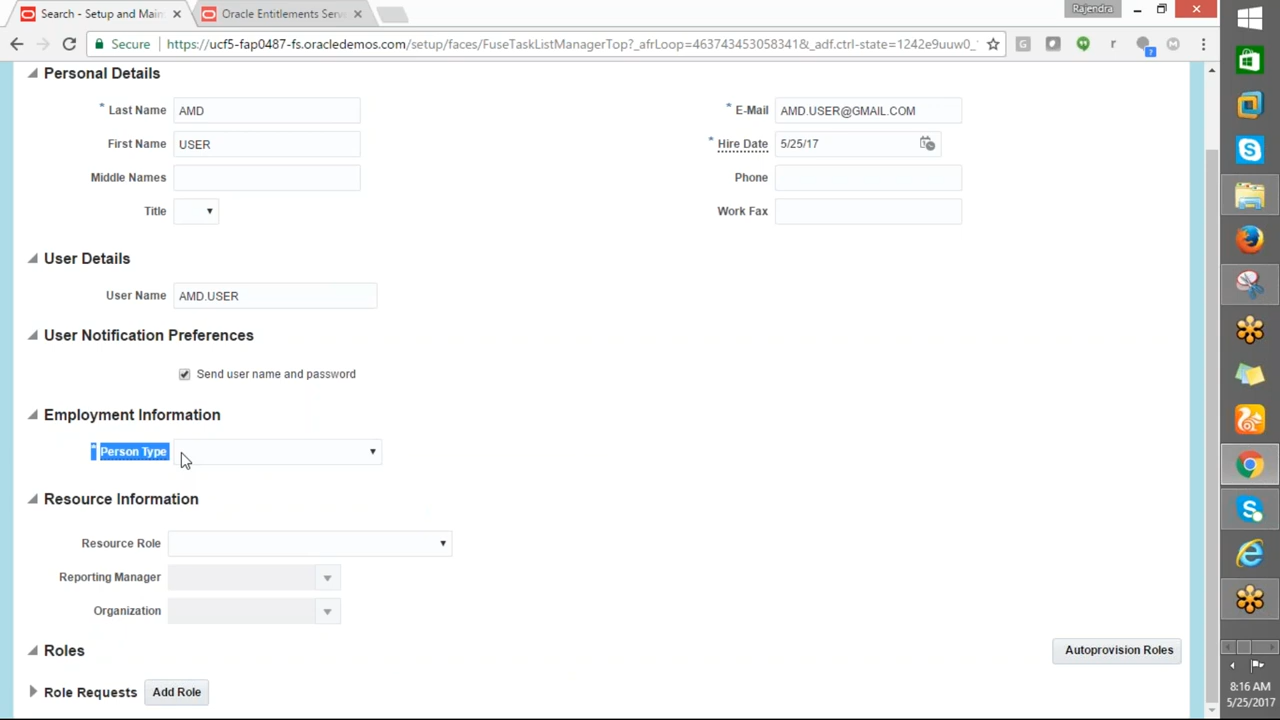 Search - Setup and Main
Oracle Entitlements Serv
Rajendra
Secure
https://ucf5-fap0487-fs.oracledemos.com/setup/faces/FuseTaskListManagerTop?_afrLoop=463743453058341&_adf.ctrl-state=1242e9uuw0_
Personal Details
* Last Name AMD
* E-Mail AMD.USER@GMAIL.COM
First Name USER
* Hire Date 5/25/17
Middle Names
Phone
Title
Work Fax
User Details
User Name AMD.USER
User Notification Preferences
Send user name and password
Employment Information
* Person Type
Resource Information
Resource Role
Reporting Manager
Organization
Roles
Autoprovision Roles
Role Requests Add Role
8:16 AM
5/25/2017